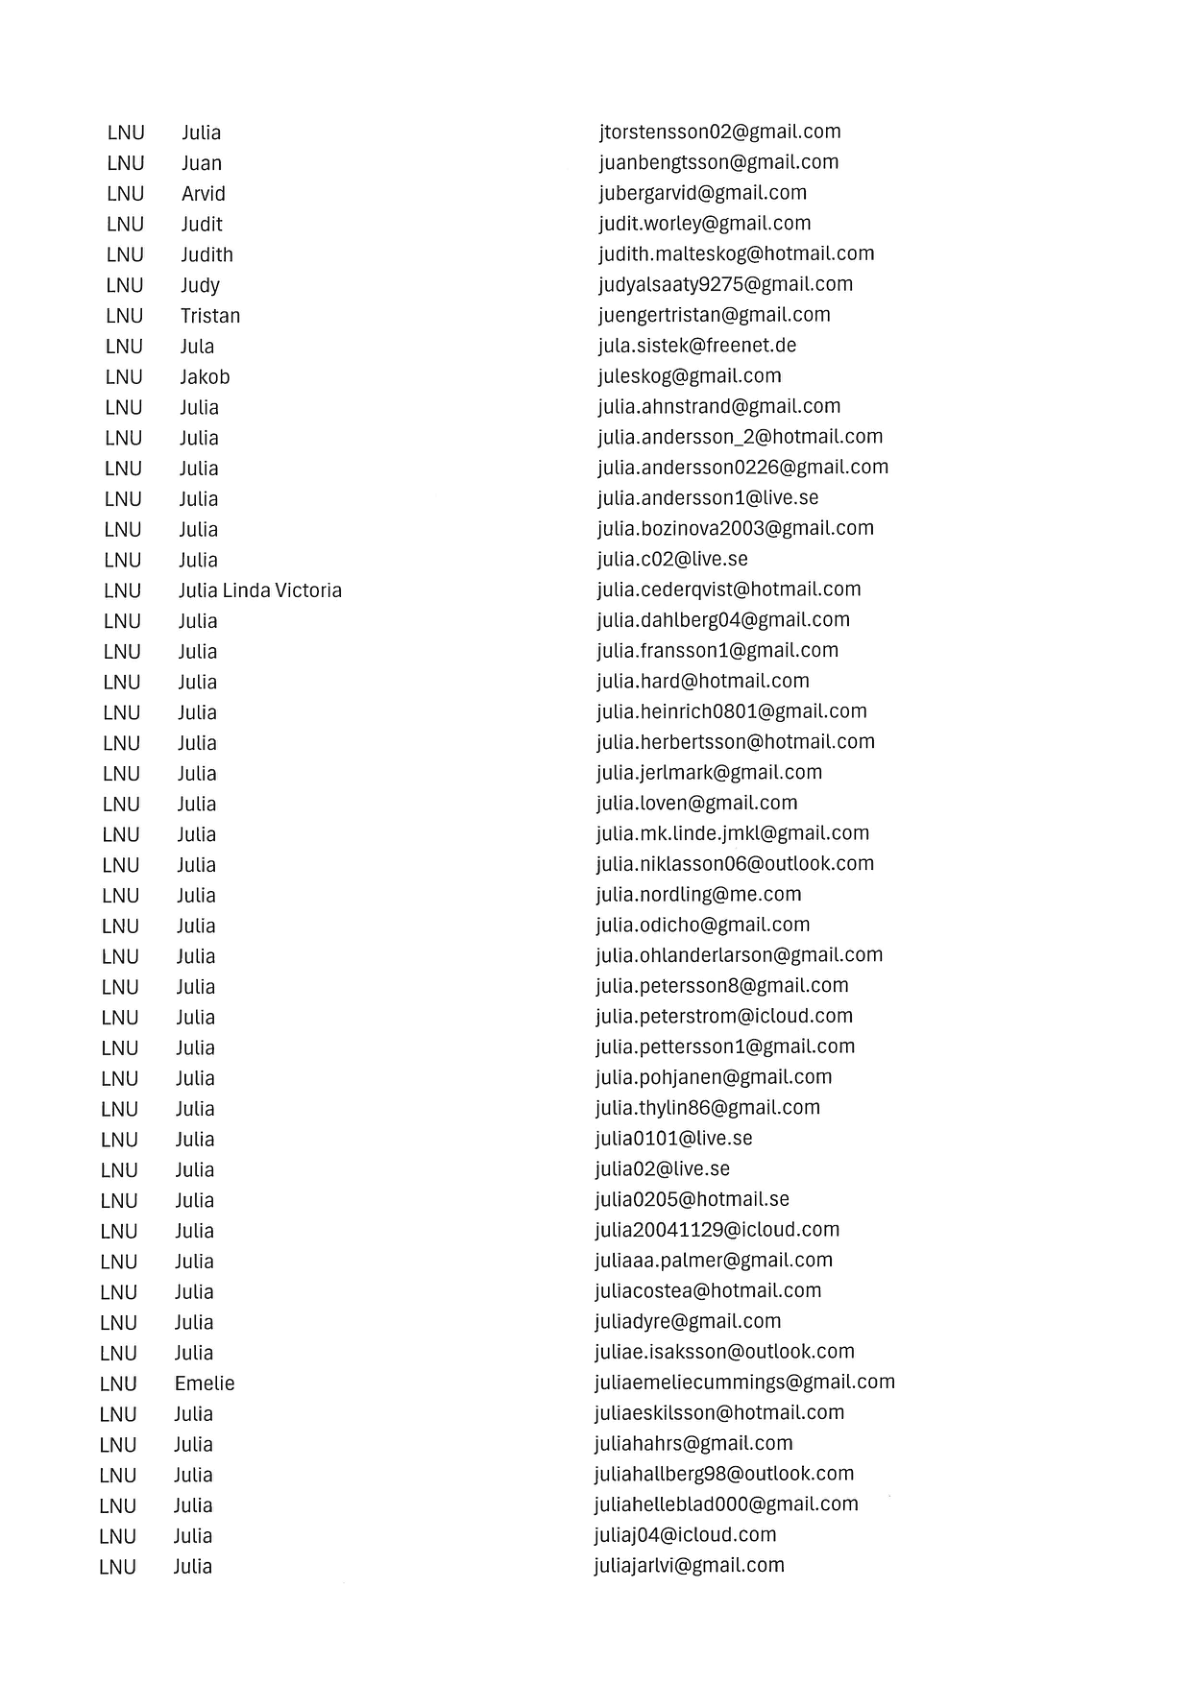 LNU Julia jtorstensson02@gmail.com
LNU Juan juanbengtsson@gmail.com
LNU Arvid jubergarvid@gmail.com
LNU Judit judit.worley@gmail.com
LNU Judith judith.malteskog@hotmail.com
LNU Judy judyalsaaty9275@gmail.com
LNU Tristan juengertristan@gmail.com
LNU Jula jula.sistek@freenet.de
LNU Jakob juleskog@gmail.com
LNU Julia julia.ahnstrand@gmail.com
LNU Julia julia.andersson_2@hotmail.com
LNU Julia julia.andersson0226@gmail.com
LNU Julia julia.andersson1@live.se
LNU Julia julia.bozinova2003@gmail.com
LNU Julia julia.c02@live.se
LNU Julia Linda Victoria julia.cederqvist@hotmail.com
LNU Julia julia.dahlberg04@gmail.com
LNU Julia julia.fransson1@gmail.com
LNU Julia julia.hard@hotmail.com
LNU Julia julia.heinrich0801@gmail.com
LNU Julia julia.herbertsson@hotmail.com
LNU Julia julia.jerlmark@gmail.com
LNU Julia julia.loven@gmail.com
LNU Julia julia.mk.linde.jmkl@gmail.com
LNU Julia julia.niklasson06@outlook.com
LNU Julia julia.nordling@me.com
LNU Julia julia.odicho@gmail.com
LNU Julia julia.ohlanderlarson@gmail.com
LNU Julia julia.petersson8@gmail.com
LNU Julia julia.peterstrom@icloud.com
LNU Julia julia.pettersson1@gmail.com
LNU Julia julia.pohjanen@gmail.com
LNU Julia julia.thylin86@gmail.com
LNU Julia julia0101@live.se
LNU Julia julia02@live.se
LNU Julia julia0205@hotmail.se
LNU Julia julia20041129@icloud.com
LNU Julia juliaaa.palmer@gmail.com
LNU Julia juliacostea@hotmail.com
LNU Julia juliadyre@gmail.com
LNU Julia juliae.isaksson@outlook.com
LNU Emelie juliaemeliecummings@gmail.com
LNU Julia juliaeskilsson@hotmail.com
LNU Julia juliahahrs@gmail.com
LNU Julia juliahallberg98@outlook.com
LNU Julia juliahelleblad000@gmail.com
LNU Julia juliaj04@icloud.com
LNU Julia juliajarlvi@gmail.com